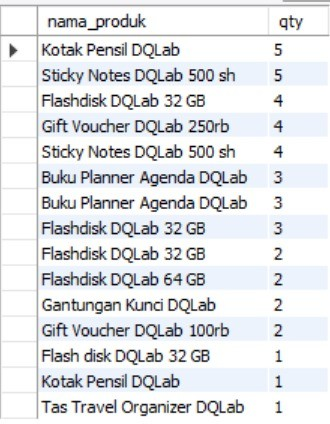 nama_produk qty
Kotak Pensil DQLab 5
Sticky Notes DQLab 500 sh 5
Flashdisk DQLab 32 GB 4
Gift Voucher DQLab 250rb 4
Sticky Notes DQLab 500 sh 4
Buku Planner Agenda DQLab 3
Buku Planner Agenda DQLab 3
Flashdisk DQLab 32 GB 3
Flashdisk DQLab 32 GB 2
Flashdisk DQLab 64 GB 2
Gantungan Kunci DQLab 2
Gift Voucher DQLab 100rb 2
Flash disk DQLab 32 GB 1
Kotak Pensil DQLab 1
Tas Travel Organizer DQLab 1